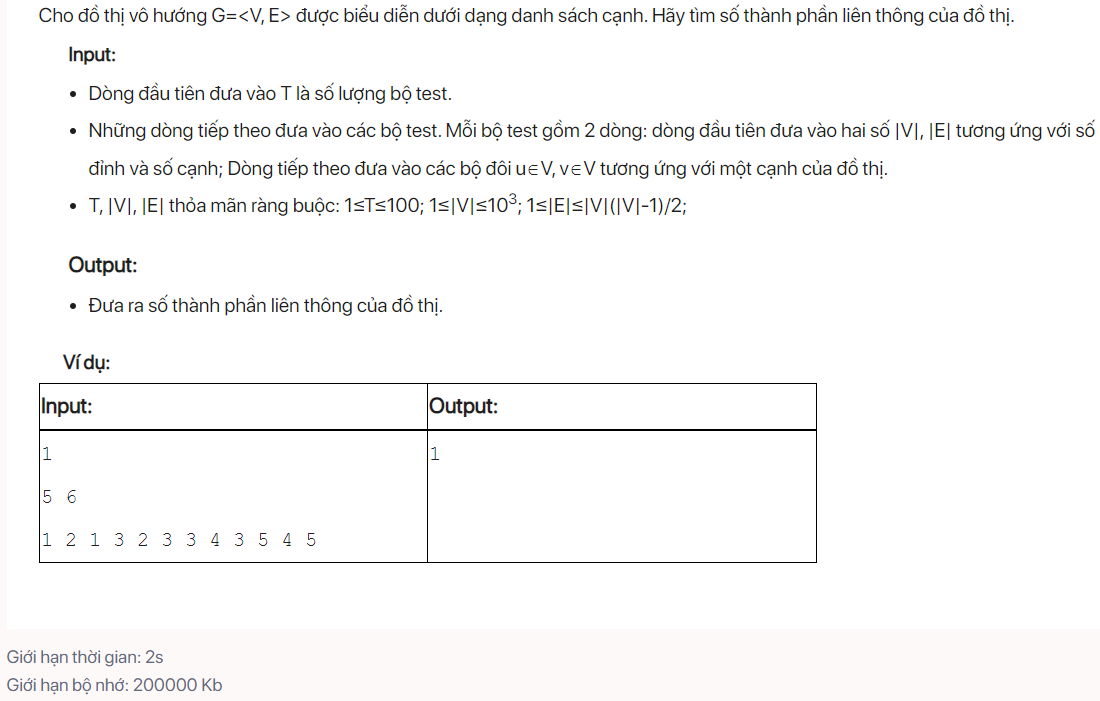 Cho đồ thị vô hướng G=<V, E> được biểu diễn dưới dạng danh sách cạnh. Hãy tìm số thành phần liên thông của đồ thị.
Input:
• Dòng đầu tiên đưa vào T là số lượng bộ test.
• Những dòng tiếp theo đưa vào các bộ test. Mỗi bộ test gồm 2 dòng: dòng đầu tiên đưa vào hai số |V|, |E| tương ứng với số
đỉnh và số cạnh; Dòng tiếp theo đưa vào các bộ đôi u∈V, v∈V tương ứng với một cạnh của đồ thị.
• T, |V|, |E| thỏa mãn ràng buộc: 1≤T≤100; 1≤|V|≤10³; 1≤|E|≤|V|(|V|-1)/2;
Output:
• Đưa ra số thành phần liên thông của đồ thị.
Ví dụ:
Input: Output:
1 1
5 6
1 2 1 3 2 3 3 4 3 5 4 5
Giới hạn thời gian: 2s
Giới hạn bộ nhớ: 200000 Kb